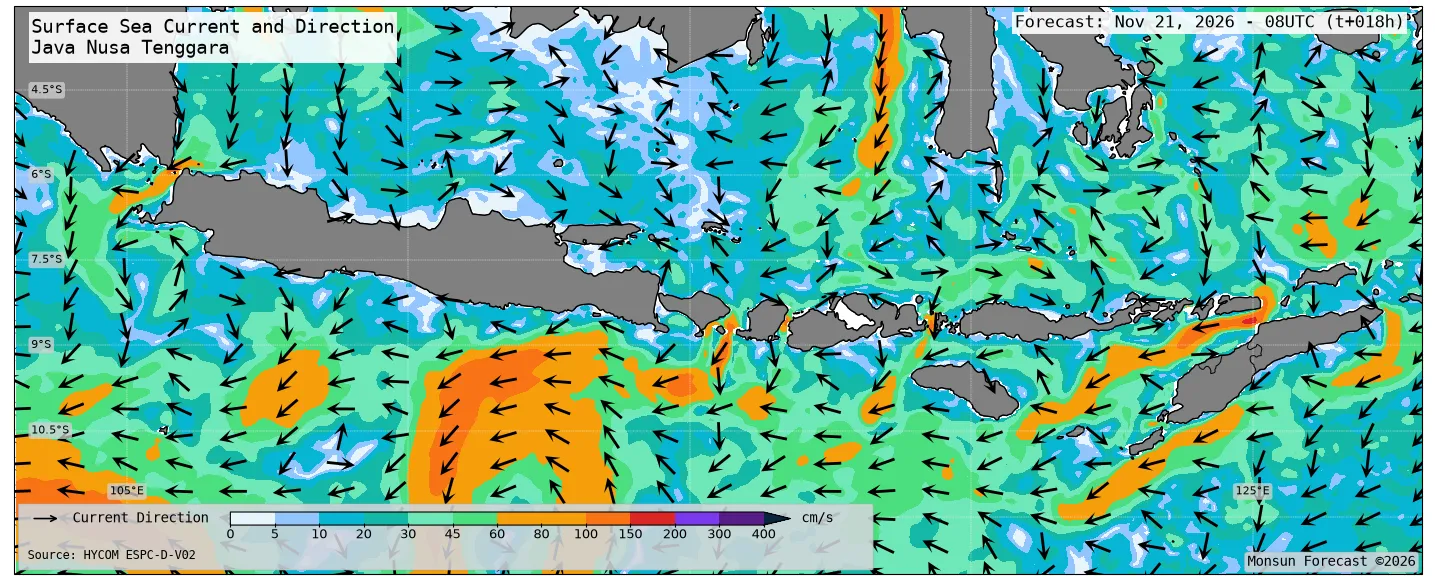 Surface Sea Current and Direction
Java Nusa Tenggara
Forecast: Nov 21, 2026 - 08UTC (t+018h)
4.5°S
6°S
7.5°S
9°S
10.5°S
105°E
125°E
Current Direction
0 5 10 20 30 45 60 80 100 150 200 300 400
cm/s
Source: HYCOM ESPC-D-V02
Monsun Forecast ©2026